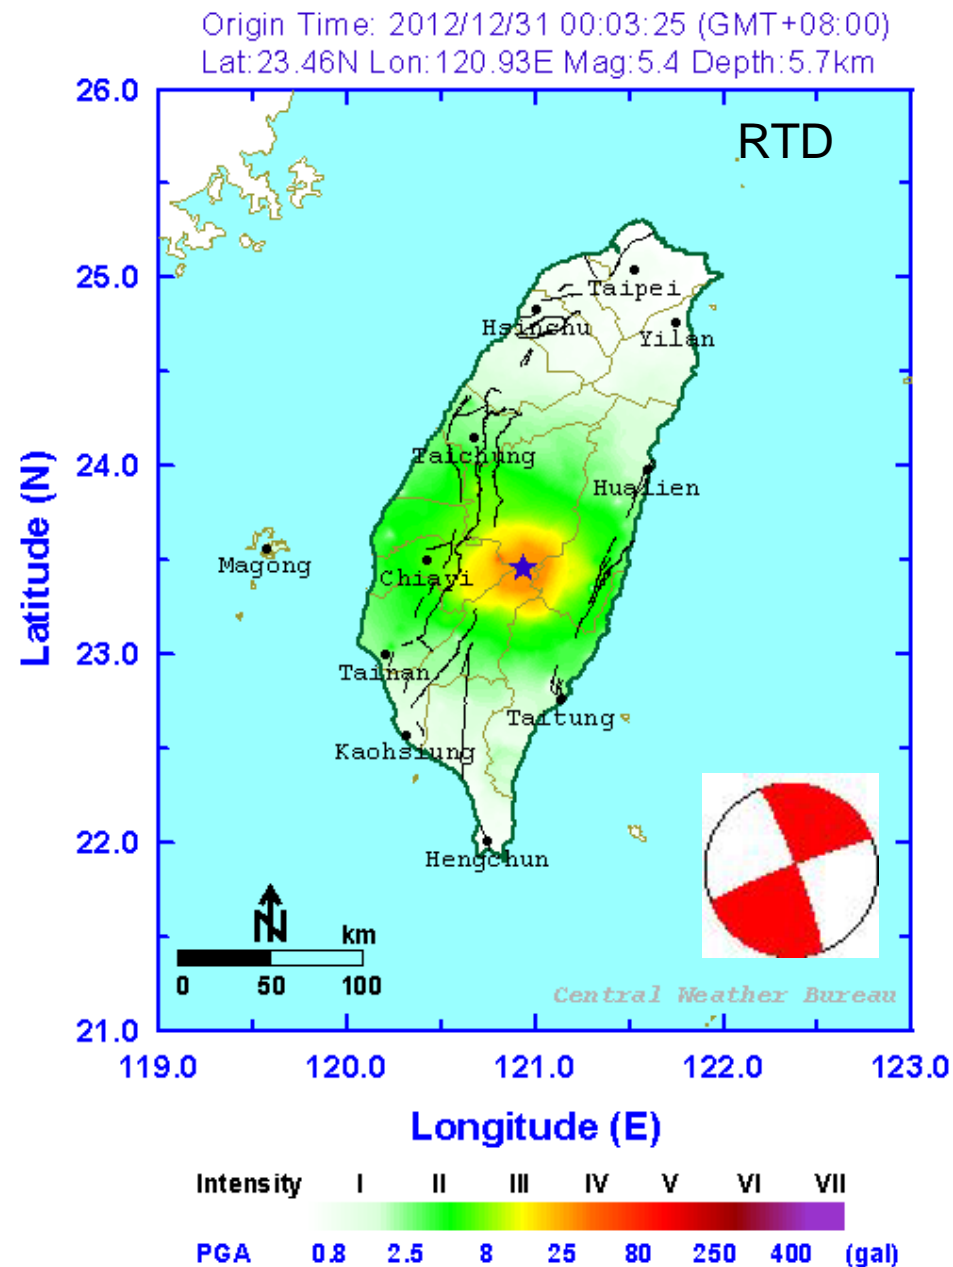 Origin Time: 2012/12/31 00:03:25 (GMT+08:00)
Lat:23.46N Lon:120.93E Mag:5.4 Depth:5.7km
26.0
RTD
25.0
Taipei
Hsinchu
Yilan
24.0
Taichung
Hualien
Magong
Chiayi
Latitude (N)
23.0
Tainan
Taitung
Kaohsiung
22.0
Hengchun
N
km
0 50 100
Central Weather Bureau
21.0
119.0 120.0 121.0 122.0 123.0
Longitude (E)
Intensity I II III IV V VI VII
PGA 0.8 2.5 8 25 80 250 400 (gal)